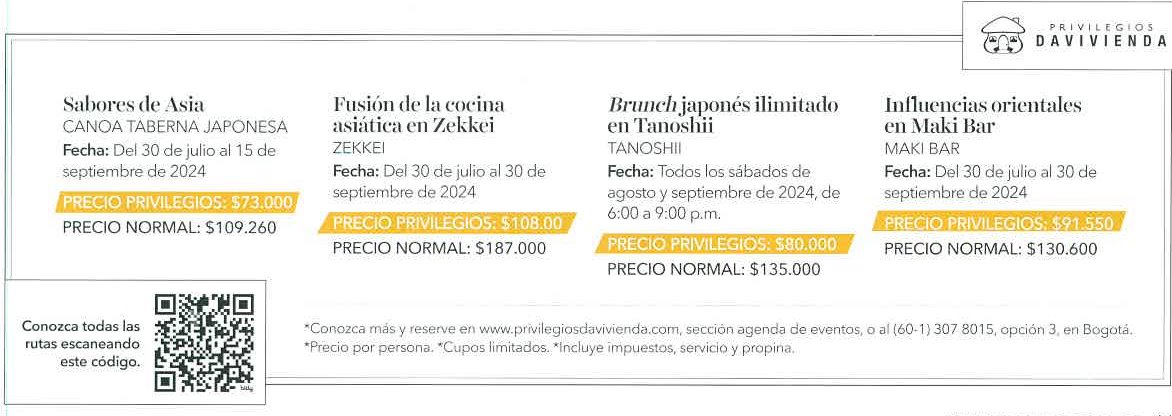 PRIVILEGIOS
DAVIVIENDA
Sabores de Asia
CANOA TABERNA JAPONESA
Fecha: Del 30 de julio al 15 de
septiembre de 2024
PRECIO PRIVILEGIOS: $73.000
PRECIO NORMAL: $109.260
Fusión de la cocina
asiática en Zekkei
ZEKKEI
Fecha: Del 30 de julio al 30 de
septiembre de 2024
PRECIO PRIVILEGIOS: $108.00
PRECIO NORMAL: $187.000
Brunch japonés ilimitado
en Tanoshii
TANOSHII
Fecha: Todos los sábados de
agosto y septiembre de 2024, de
6:00 a 9:00 p.m.
PRECIO PRIVILEGIOS: $80.000
PRECIO NORMAL: $135.000
Influencias orientales
en Maki Bar
MAKI BAR
Fecha: Del 30 de julio al 30 de
septiembre de 2024
PRECIO PRIVILEGIOS: $91.550
PRECIO NORMAL: $130.600
Conozca todas las
rutas escaneando
este código.
bitly
*Conozca más y reserve en www.privilegiosdavivienda.com, sección agenda de eventos, o al (60-1) 307 8015, opción 3, en Bogotá.
*Precio por persona. *Cupos limitados. *Incluye impuestos, servicio y propina.